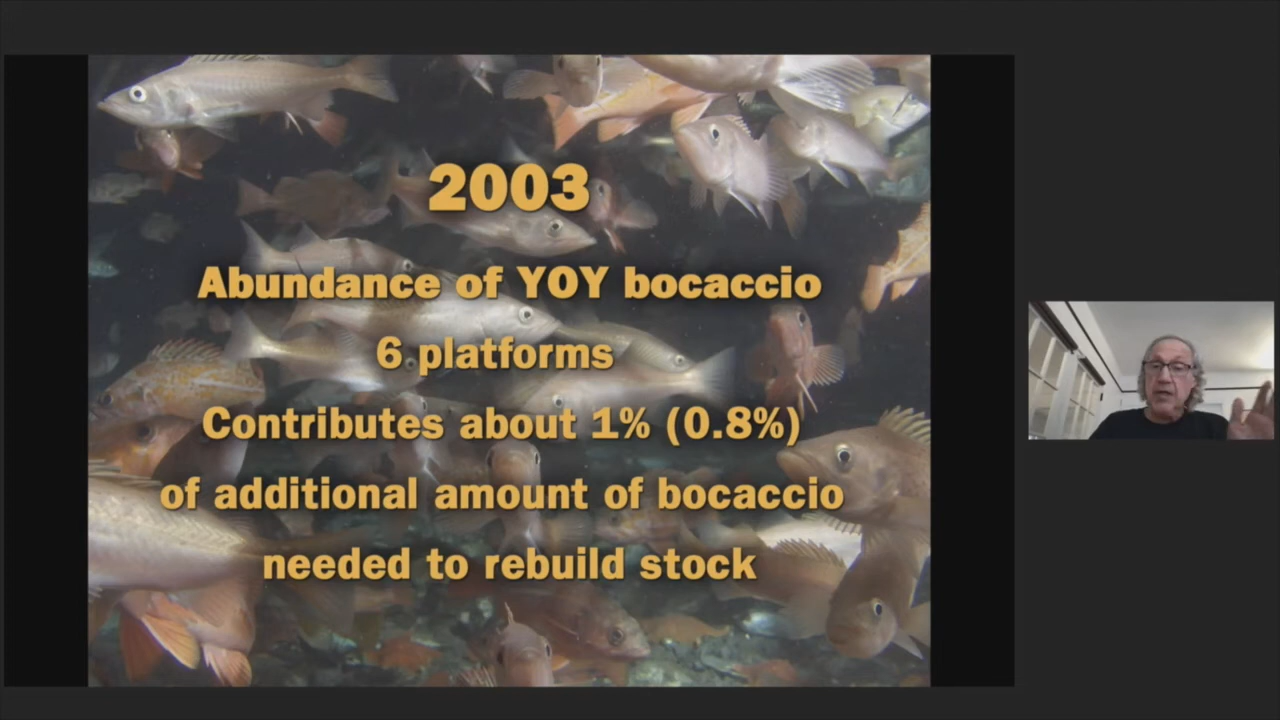 2003
Abundance of YOY bocaccio
6 platforms
Contributes about 1% (0.8%)
of additional amount of bocaccio
needed to rebuild stock